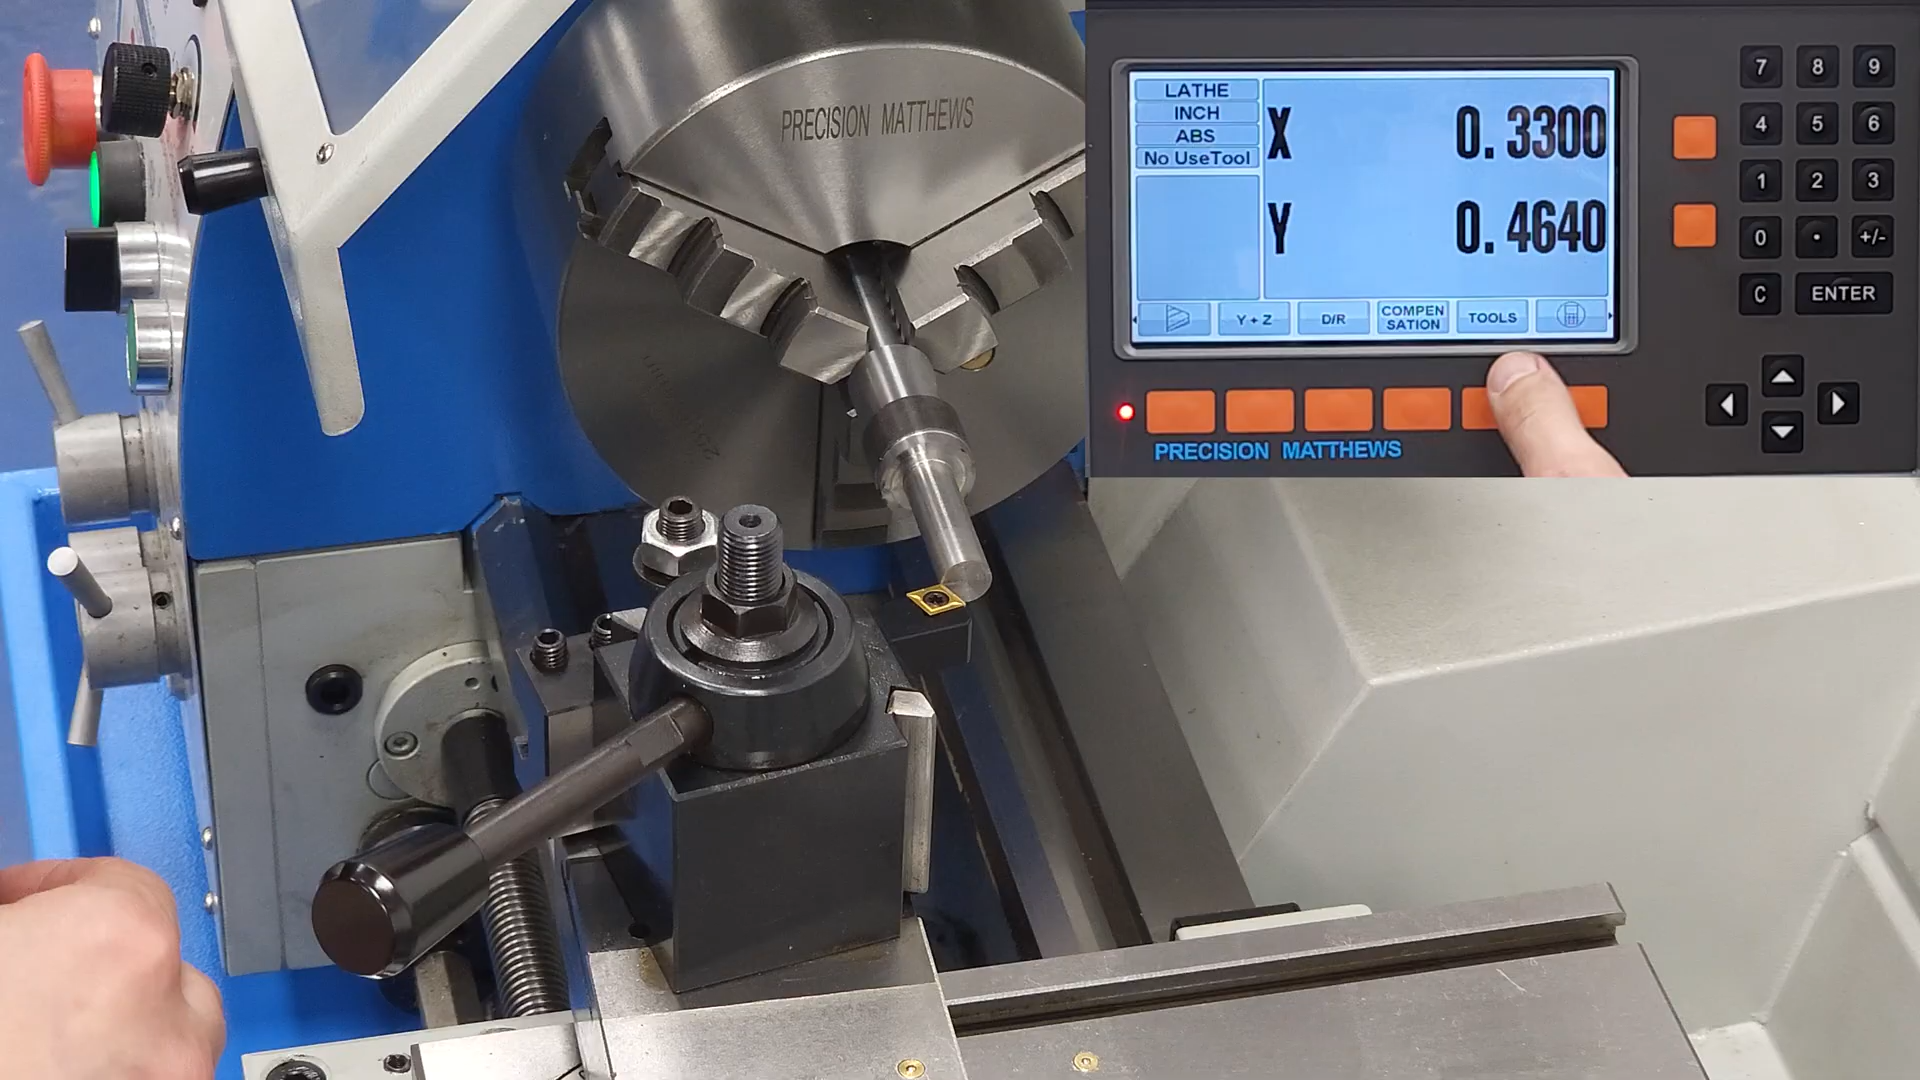 PRECISION MATTHEWS
LATHE
INCH
ABS
No UseTool
X 0.3300
Y 0.4640
Y + Z
D/R
COMPEN
SATION
TOOLS
7 8 9
4 5 6
1 2 3
0 • +/-
C ENTER
PRECISION MATTHEWS